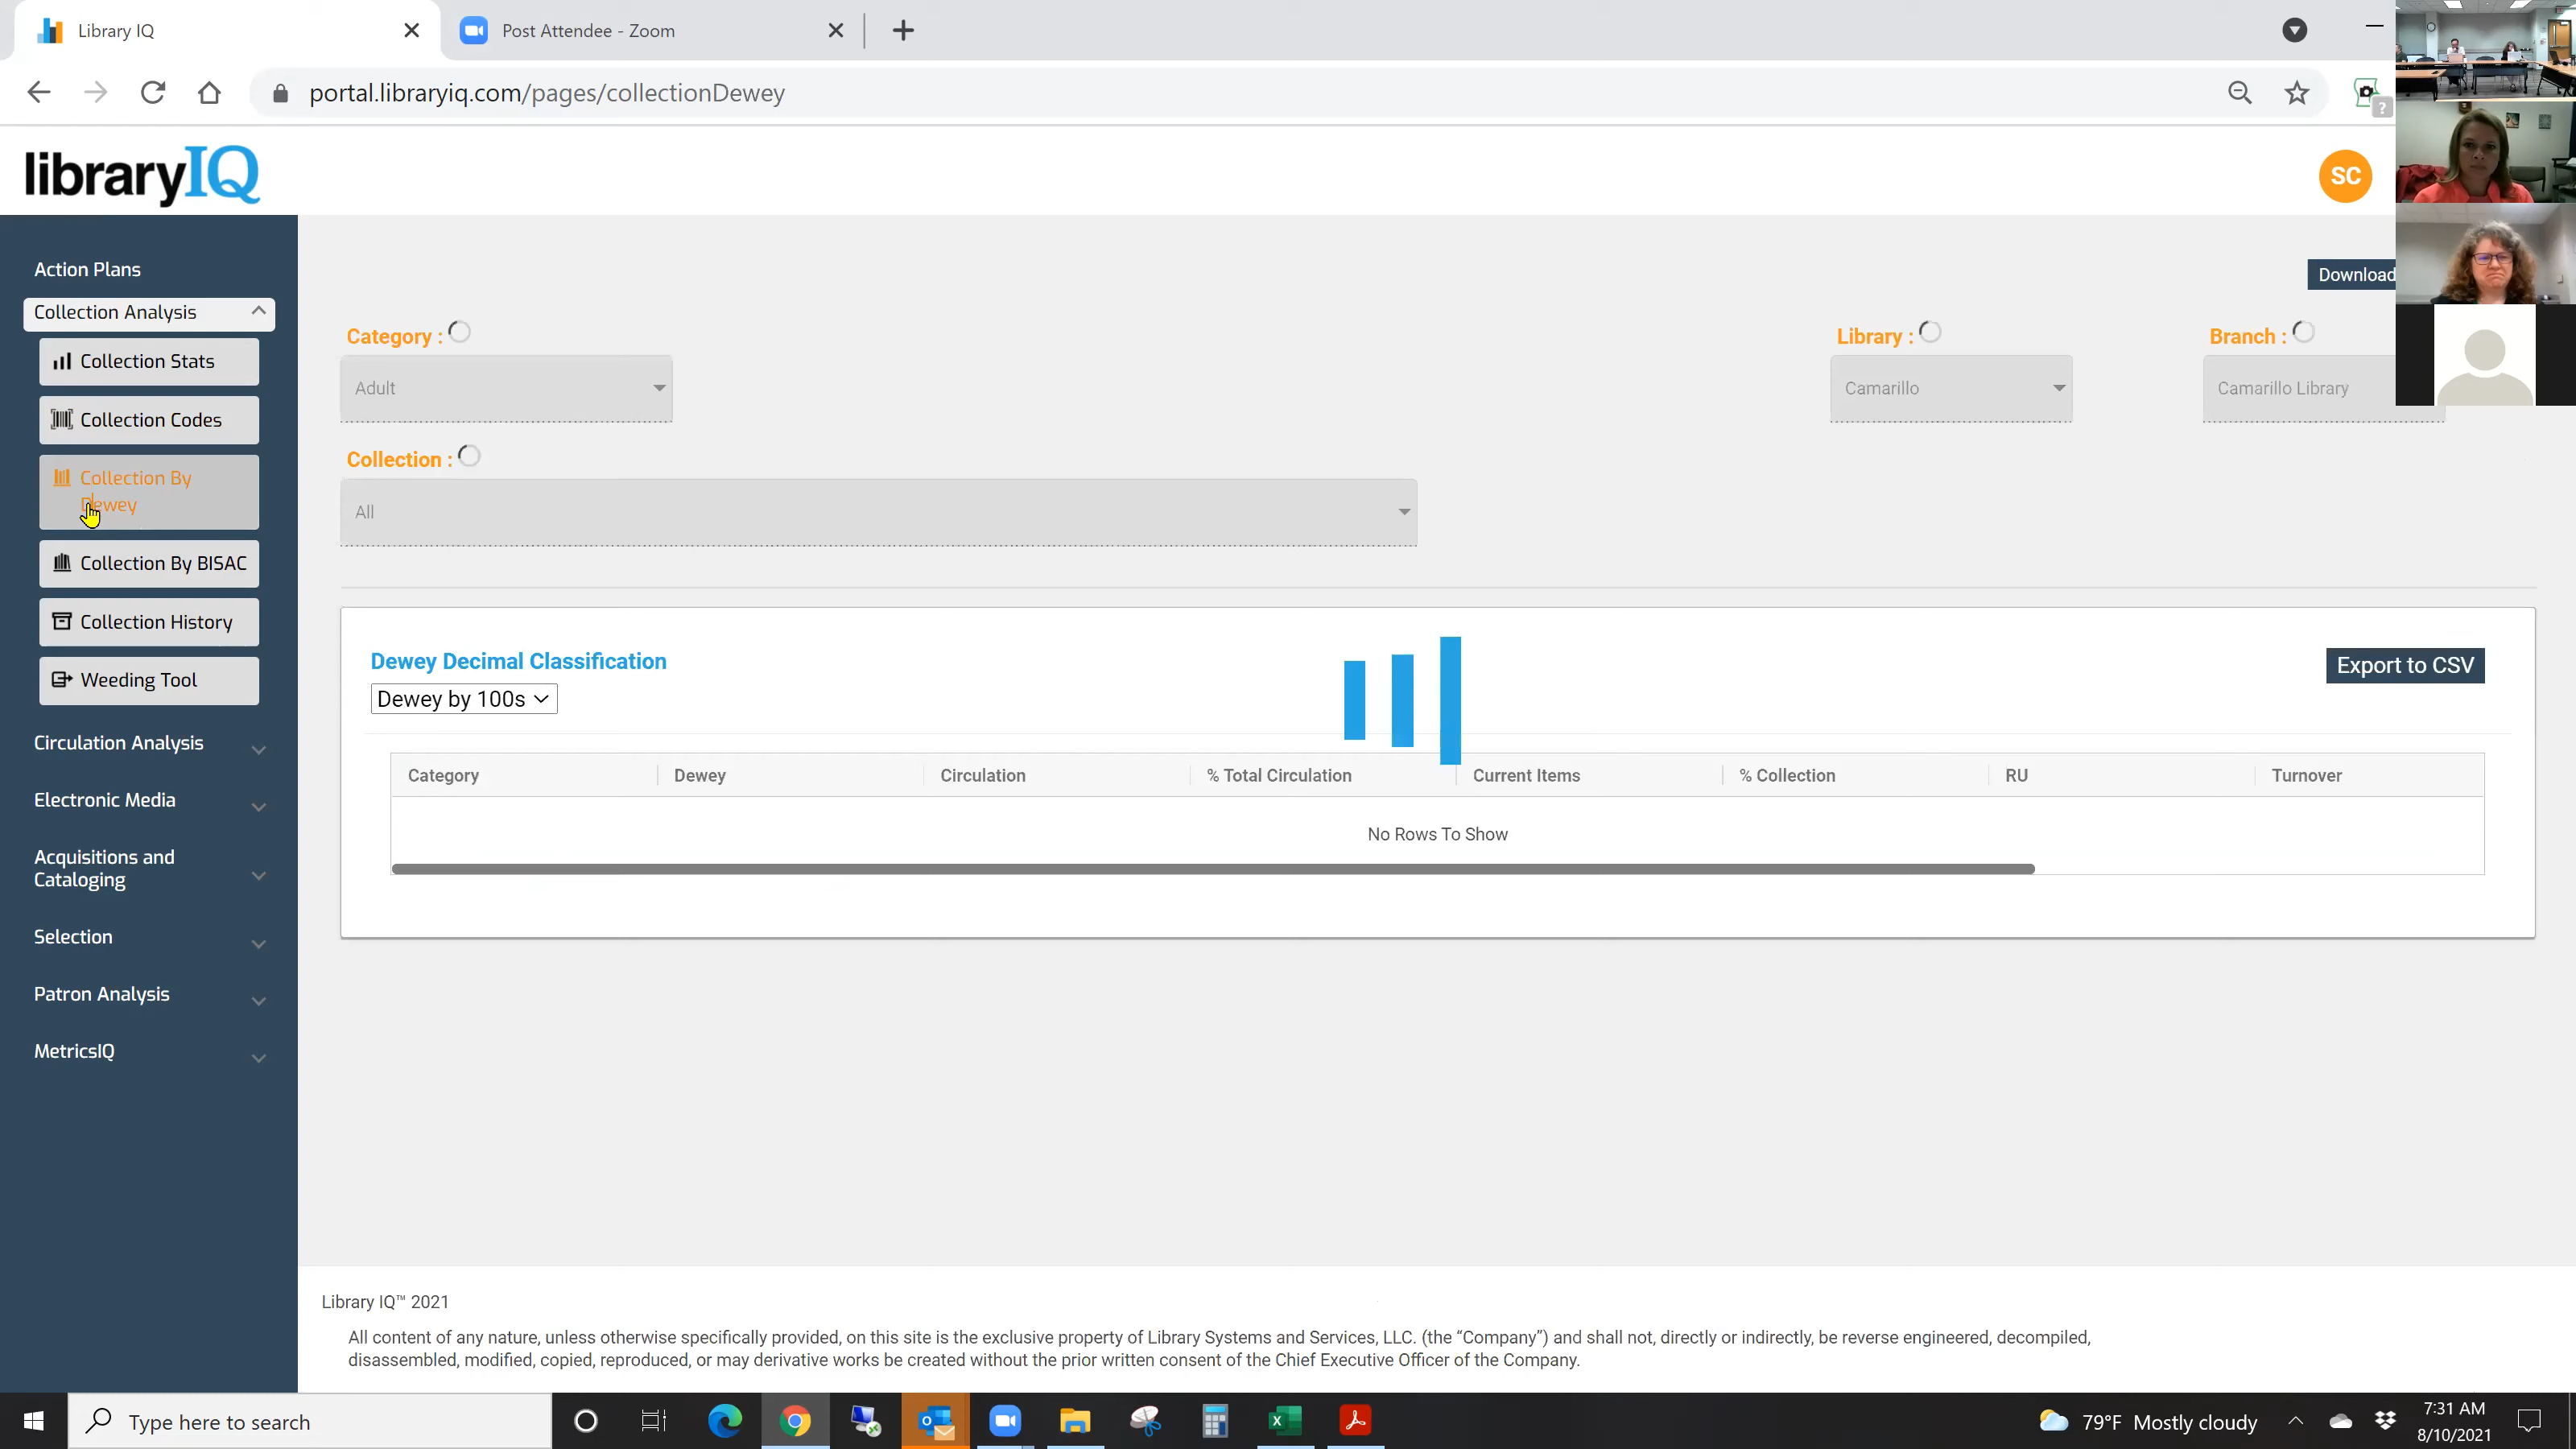 Library IQ
Post Attendee - Zoom
portal.libraryiq.com/pages/collectionDewey
?
libraryIQ
SC
Action Plans
Collection Analysis
Collection Stats
Collection Codes
Collection By
Dewey
Collection By BISAC
Collection History
Weeding Tool
Circulation Analysis
Electronic Media
Acquisitions and
Cataloging
Selection
Patron Analysis
MetricsIQ
Download
Category :
Adult
Library :
Camarillo
Branch :
Camarillo Library
Collection :
All
Dewey Decimal Classification
Dewey by 100s
Export to CSV
Category Dewey Circulation % Total Circulation Current Items % Collection RU Turnover
No Rows To Show
Library IQ™ 2021
All content of any nature, unless otherwise specifically provided, on this site is the exclusive property of Library Systems and Services, LLC. (the “Company”) and shall not, directly or indirectly, be reverse engineered, decompiled,
disassembled, modified, copied, reproduced, or may derivative works be created without the prior written consent of the Chief Executive Officer of the Company.
Type here to search
79°F Mostly cloudy
7:31 AM
8/10/2021